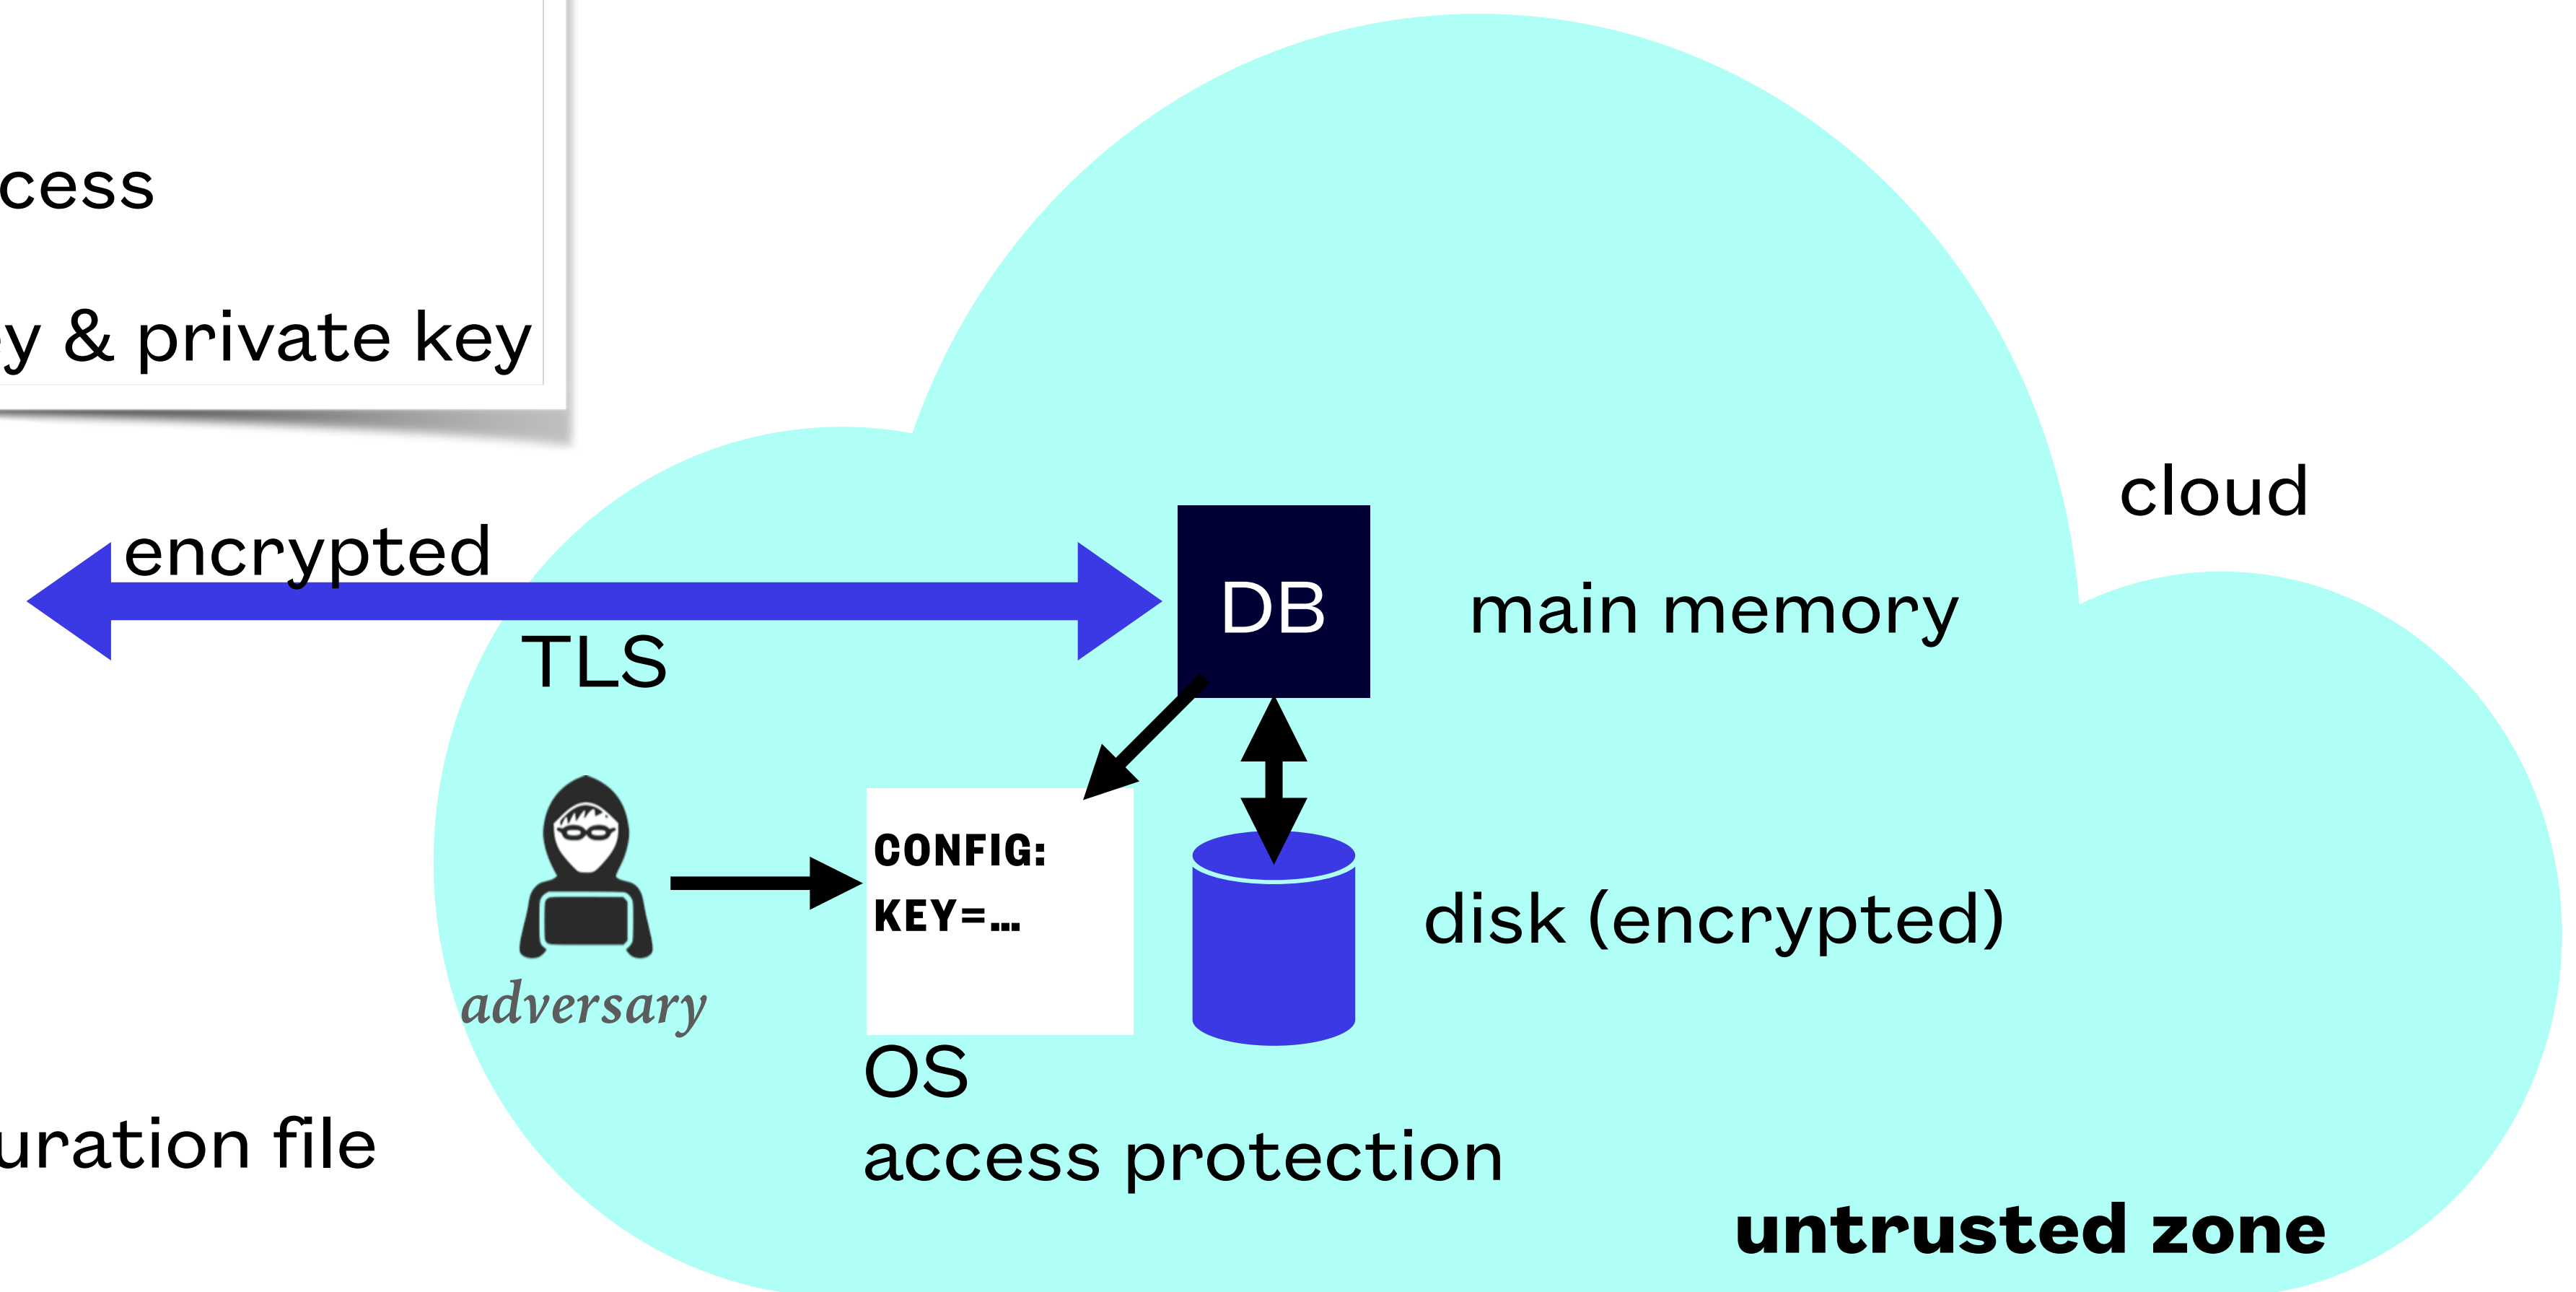 cess
y & private key
encrypted
TLS
cloud
DB
main memory
CONFIG:
KEY=...
adversary
disk (encrypted)
OS
access protection
uration file
untrusted zone